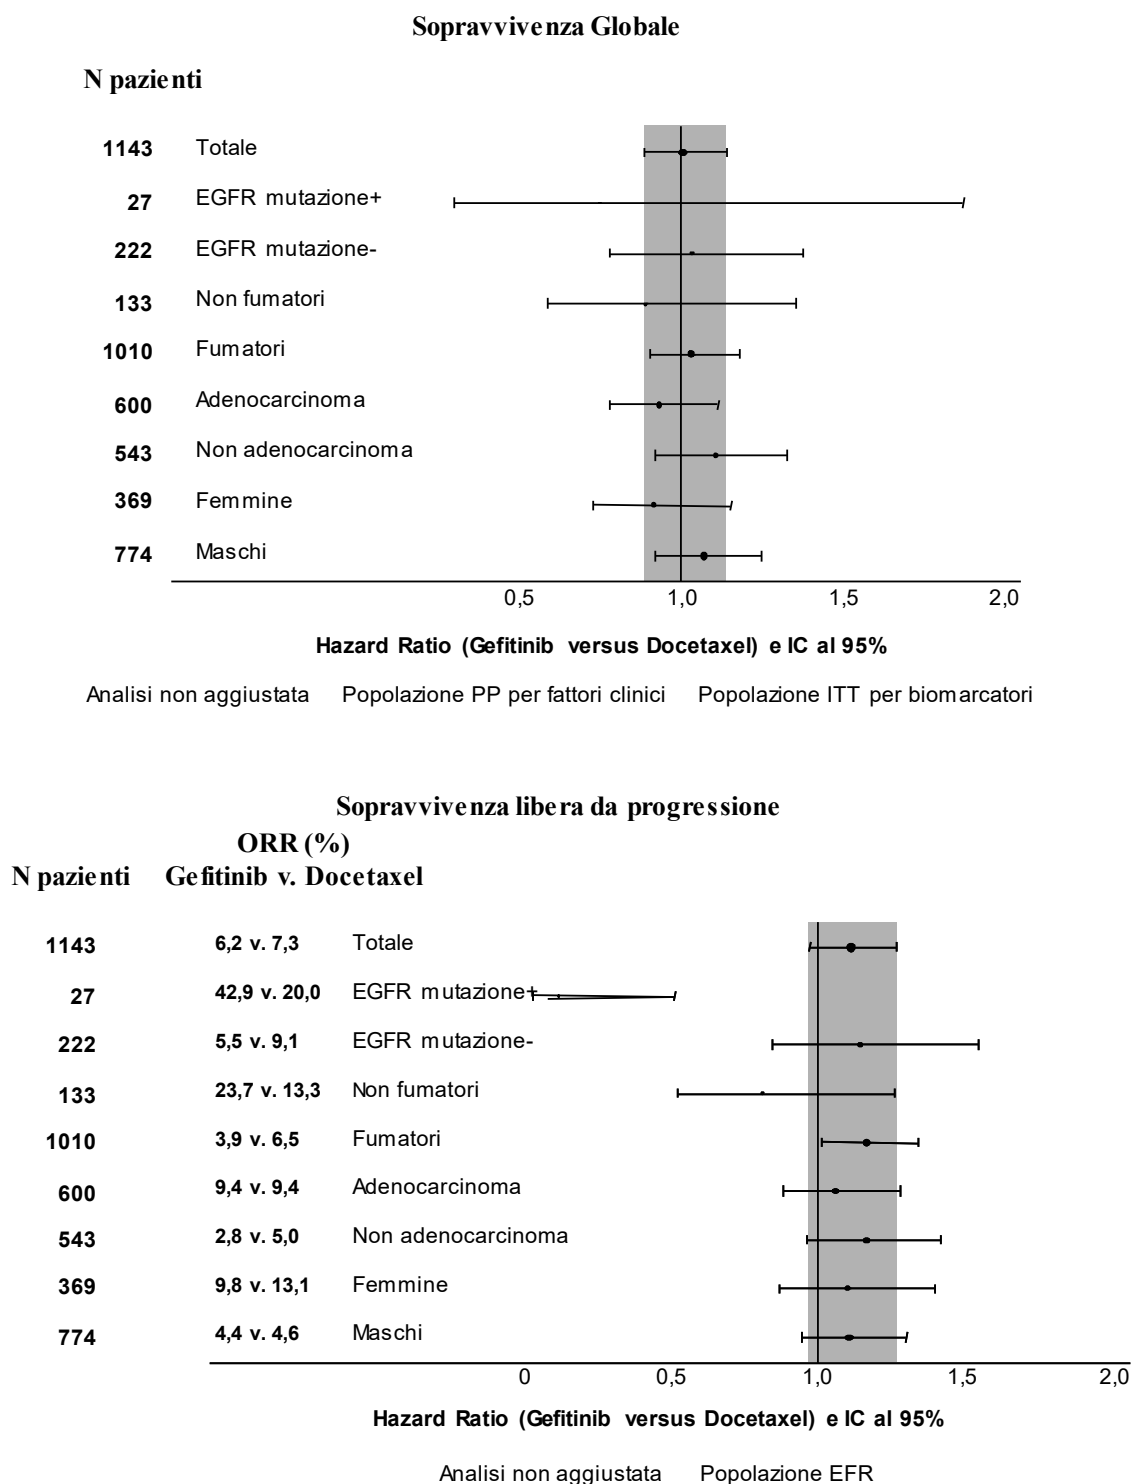 Sopravvivenza Globale
N pazienti
1143 Totale
27 EGFR mutazione+
222 EGFR mutazione-
133 Non fumatori
1010 Fumatori
600 Adenocarcinoma
543 Non adenocarcinoma
369 Femmine
774 Maschi
0,5 1,0 1,5 2,0
Hazard Ratio (Gefitinib versus Docetaxel) e IC al 95%
Analisi non aggiustata Popolazione PP per fattori clinici Popolazione ITT per biomarcatori
Sopravvivenza libera da progressione
ORR (%)
N pazienti Gefitinib v. Docetaxel
1143 6,2 v. 7,3 Totale
27 42,9 v. 20,0 EGFR mutazione+
222 5,5 v. 9,1 EGFR mutazione-
133 23,7 v. 13,3 Non fumatori
1010 3,9 v. 6,5 Fumatori
600 9,4 v. 9,4 Adenocarcinoma
543 2,8 v. 5,0 Non adenocarcinoma
369 9,8 v. 13,1 Femmine
774 4,4 v. 4,6 Maschi
0 0,5 1,0 1,5 2,0
Hazard Ratio (Gefitinib versus Docetaxel) e IC al 95%
Analisi non aggiustata Popolazione EFR